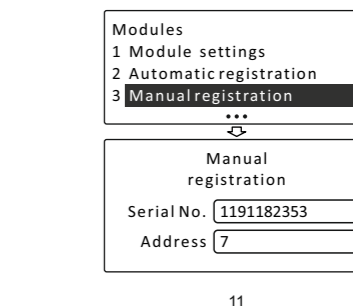 Modules
1 Module settings
2 Automatic registration
3 Manual registration
•••
Manual
registration
Serial No. 1191182353
Address 7
11